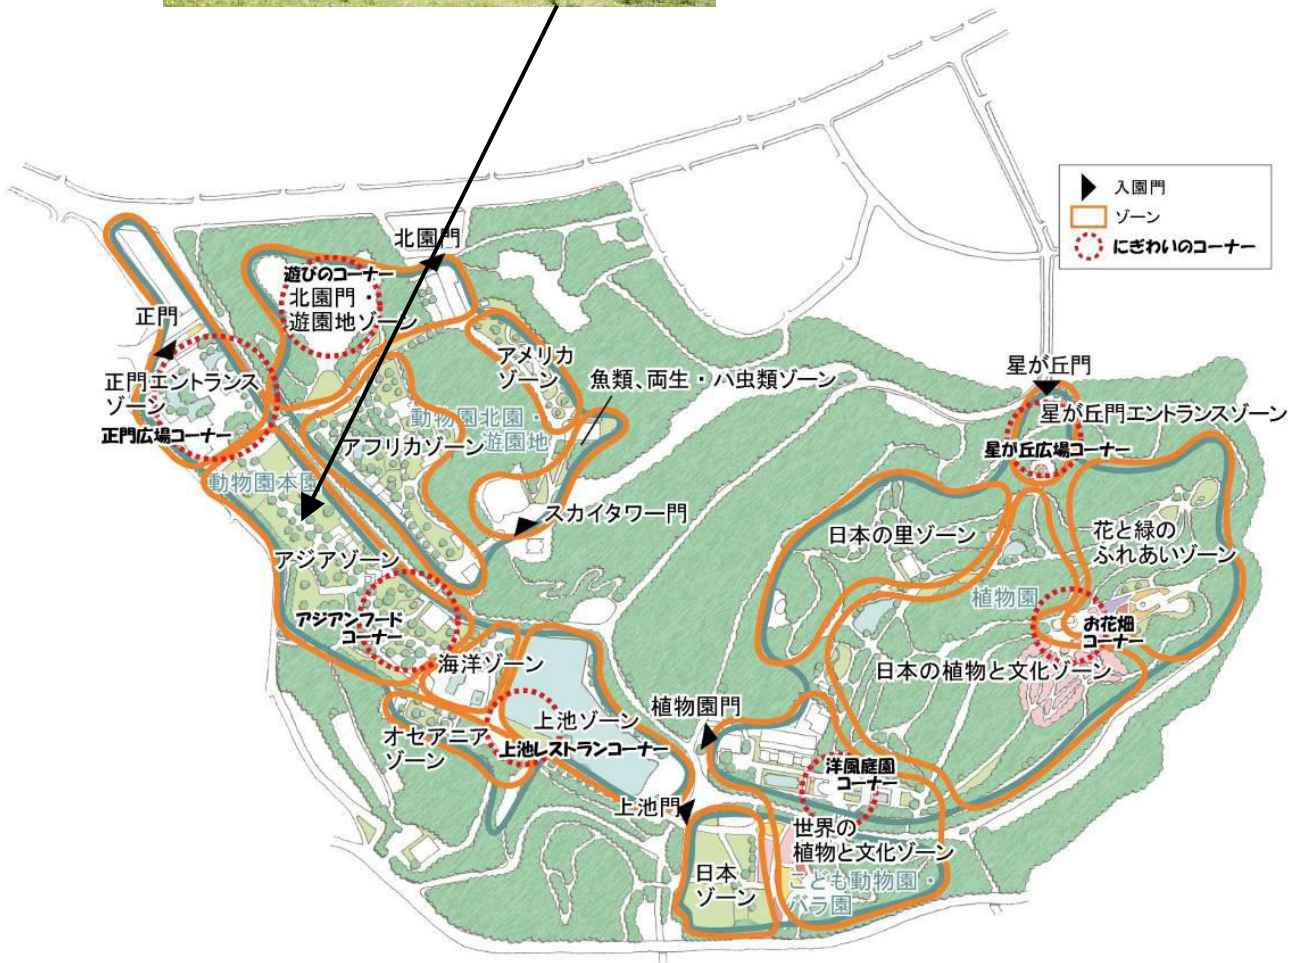 入園門
ゾーン
にぎわいのコーナー
北園門
遊びのコーナー
北園門・
遊園地ゾーン
正門
正門エントランス
ゾーン
正門広場コーナー
アメリカ
ゾーン
魚類、両生・ハ虫類ゾーン
動物園北園・
遊園地
アフリカゾーン
動物園本園
スカイタワー門
アジアゾーン
アジアンフード
コーナー
海洋ゾーン
オセアニア
ゾーン
上池ゾーン
上池レストランコーナー
上池門
植物園門
星が丘門
星が丘門エントランスゾーン
星が丘広場コーナー
日本の里ゾーン
花と緑の
ふれあいゾーン
植物園
お花畑
コーナー
日本の植物と文化ゾーン
洋風庭園
コーナー
世界の
植物と文化ゾーン
こども動物園・
バラ園
日本
ゾーン